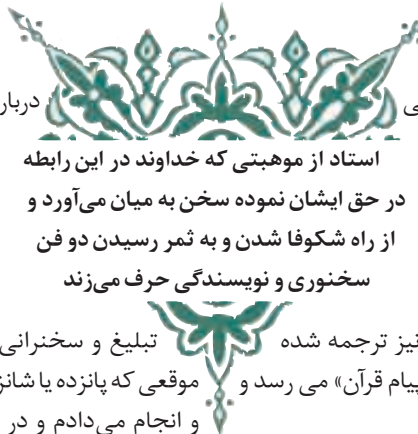 ی دربار
استاد از موهبتی که خداوند در این رابطه
در حق ایشان نموده سخن به میان می‌آورد و
از راه شکوفا شدن و به ثمر رسیدن دو فن
سخنوری و نویسندگی حرف می‌زند
تبلیغ و سخنرانی
موقعی که پانزده یا شانز
و انجام می‌دادم و در
نیز ترجمه شده
پیام قرآن» می رسد و